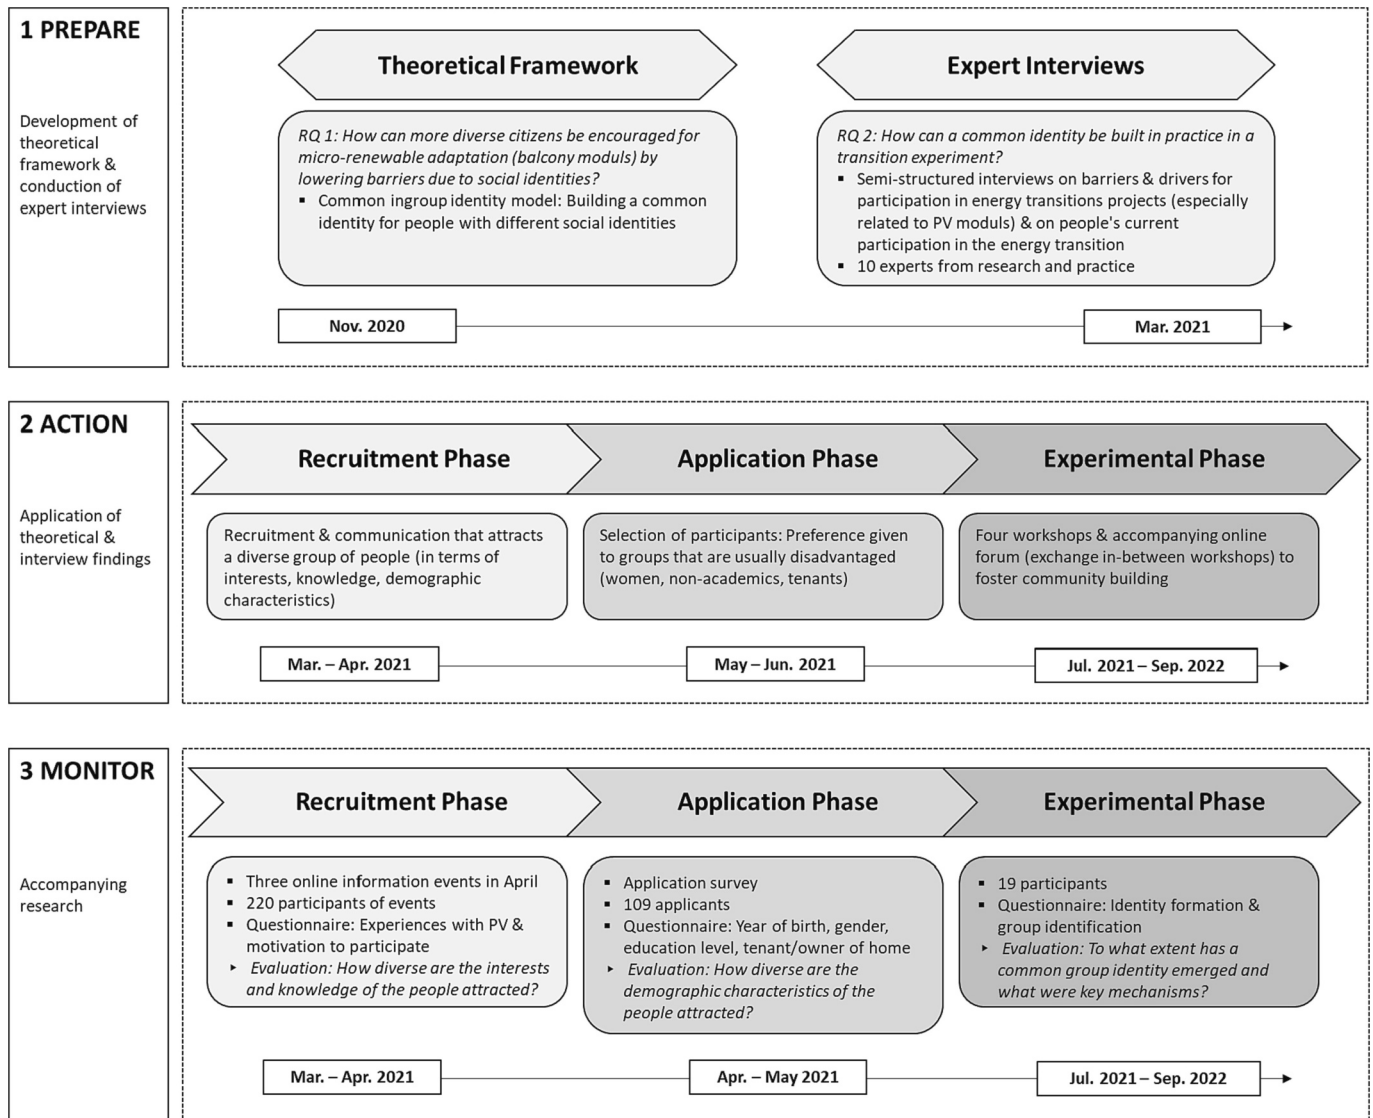 1 PREPARE
Development of
theoretical
framework &
conduction of
expert interviews
Theoretical Framework
RQ 1: How can more diverse citizens be encouraged for
micro-renewable adaptation (balcony moduls) by
lowering barriers due to social identities?
▪ Common ingroup identity model: Building a common
identity for people with different social identities
Expert Interviews
RQ 2: How can a common identity be built in practice in a
transition experiment?
▪ Semi-structured interviews on barriers & drivers for
participation in energy transitions projects (especially
related to PV moduls) & on people's current
participation in the energy transition
▪ 10 experts from research and practice
Nov. 2020
Mar. 2021
2 ACTION
Application of
theoretical &
interview findings
Recruitment Phase
Application Phase
Experimental Phase
Recruitment & communication that attracts
a diverse group of people (in terms of
interests, knowledge, demographic
characteristics)
Selection of participants: Preference given
to groups that are usually disadvantaged
(women, non-academics, tenants)
Four workshops & accompanying online
forum (exchange in-between workshops) to
foster community building
Mar. – Apr. 2021
May – Jun. 2021
Jul. 2021 – Sep. 2022
3 MONITOR
Accompanying
research
Recruitment Phase
Application Phase
Experimental Phase
▪ Three online information events in April
▪ 220 participants of events
▪ Questionnaire: Experiences with PV &
motivation to participate
‣ Evaluation: How diverse are the interests
and knowledge of the people attracted?
▪ Application survey
▪ 109 applicants
▪ Questionnaire: Year of birth, gender,
education level, tenant/owner of home
‣ Evaluation: How diverse are the
demographic characteristics of the
people attracted?
▪ 19 participants
▪ Questionnaire: Identity formation &
group identification
‣ Evaluation: To what extent has a
common group identity emerged and
what were key mechanisms?
Mar. – Apr. 2021
Apr. – May 2021
Jul. 2021 – Sep. 2022